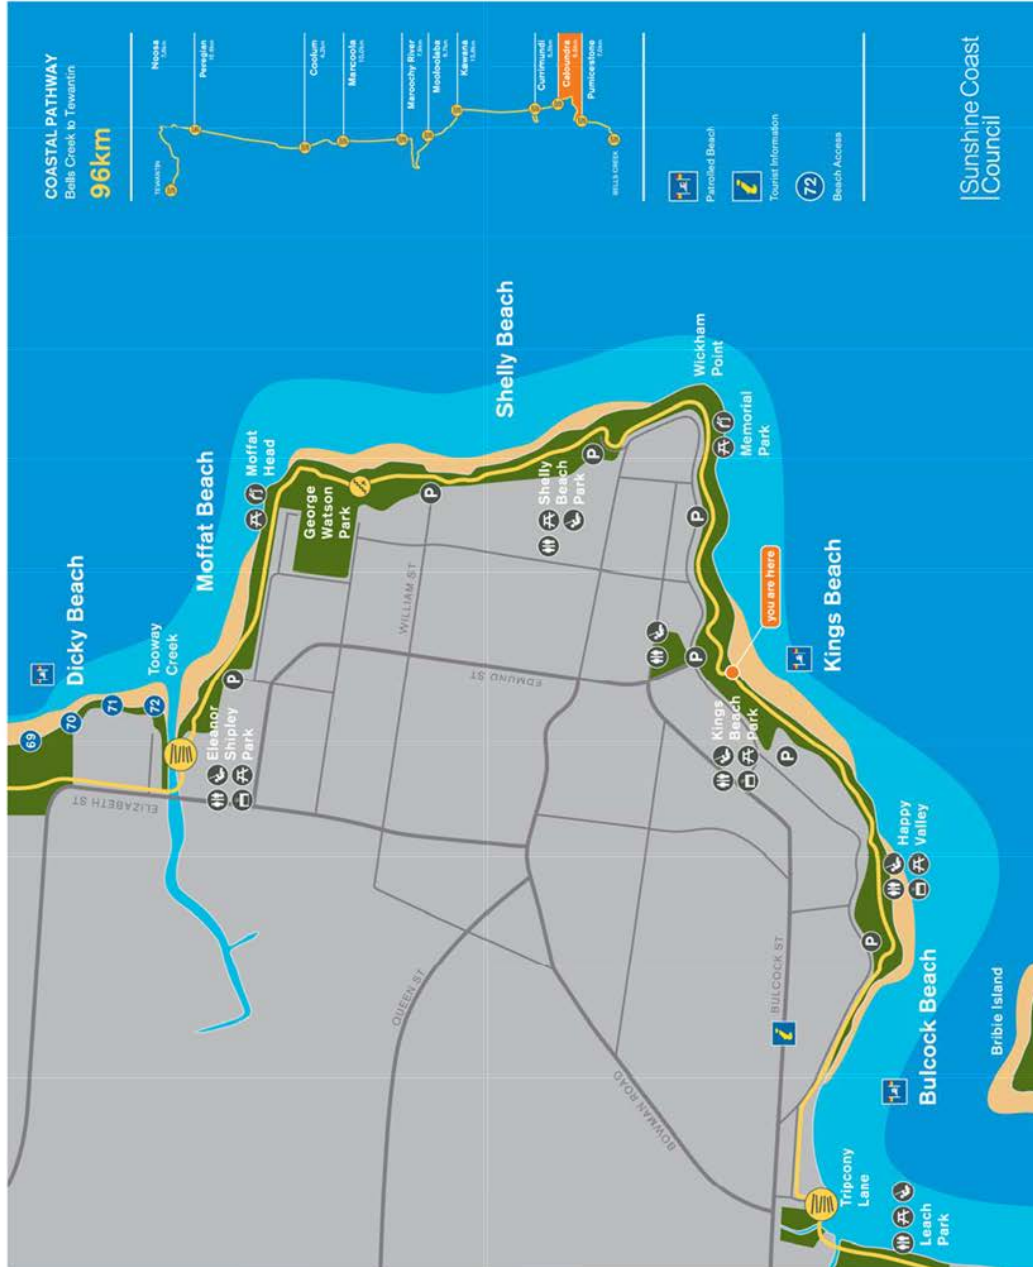 COASTAL PATHWAY
Bells Creek to Tewantin
96km
TEWANTIN
Noosa
Peregian
Coolum
Marcoola
Maroochy River
Mooloolaba
Kawana
Currimundi
Caloundra
Pumicestone
BELLS CREEK
Patrolled Beach
i
Tourist Information
72
Beach Access
Sunshine Coast
Council
Dicky Beach
69
70
71
72
Tooway
Creek
Moffat Beach
Moffat
Head
George
Watson
Park
Eleanor
Shipley
Park
ELIZABETH ST
P
P
WILLIAM ST
EDMUND ST
Shelly Beach
Shelly
Beach
Park
P
P
Wickham
Point
Memorial
Park
you are here
Kings Beach
Kings
Beach
Park
P
P
Happy
Valley
P
QUEEN ST
BULCOCK ST
i
BOWMAN ROAD
Bulcock Beach
Bribie Island
Tripcony
Lane
Leach
Park